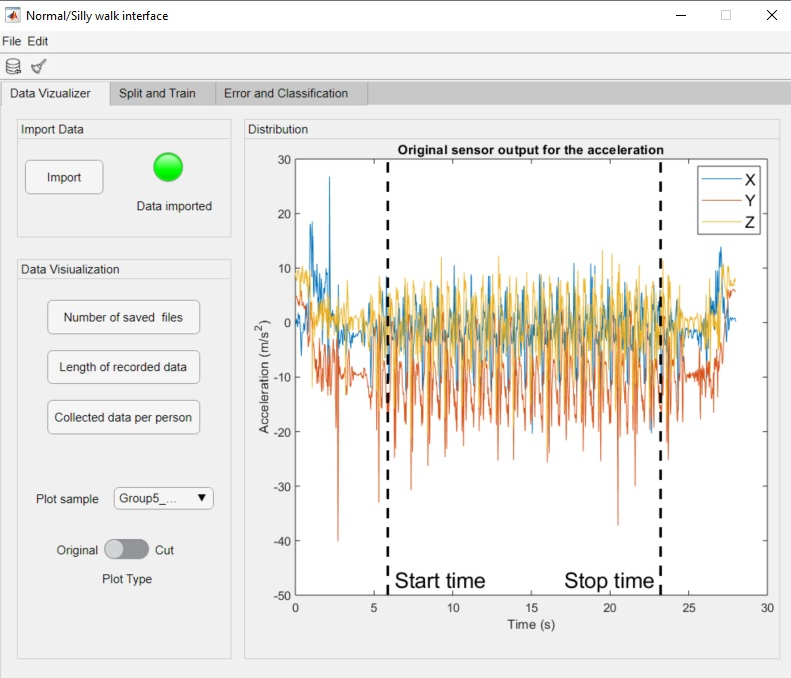 Normal/Silly walk interface
File Edit
Data Vizualizer
Split and Train
Error and Classification
Import Data
Import
Data imported
Data Visiualization
Number of saved files
Length of recorded data
Collected data per person
Plot sample
Group5_...
Original
Cut
Plot Type
Distribution
Original sensor output for the acceleration
X
Y
Z
30
20
10
0
-10
-20
-30
-40
-50
Acceleration (m/s²)
Start time
Stop time
0 5 10 15 20 25 30
Time (s)